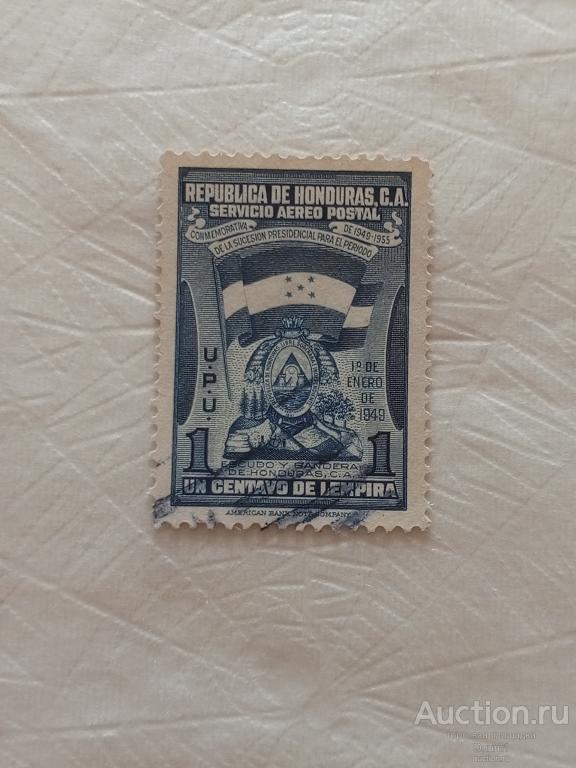 REPUBLICA DE HONDURAS, C.A.
SERVICIO AEREO POSTAL
CONMEMORATIVA DE LA SUCESION PRESIDENCIAL PARA EL PERIODO DE 1949-1955
U.P.U.
1º DE
ENERO
DE
1949
1 1
ESCUDO Y BANDERA
DE HONDURAS, C.A.
UN CENTAVO DE LEMPIRA
AMERICAN BANK NOTE COMPANY
Auction.ru